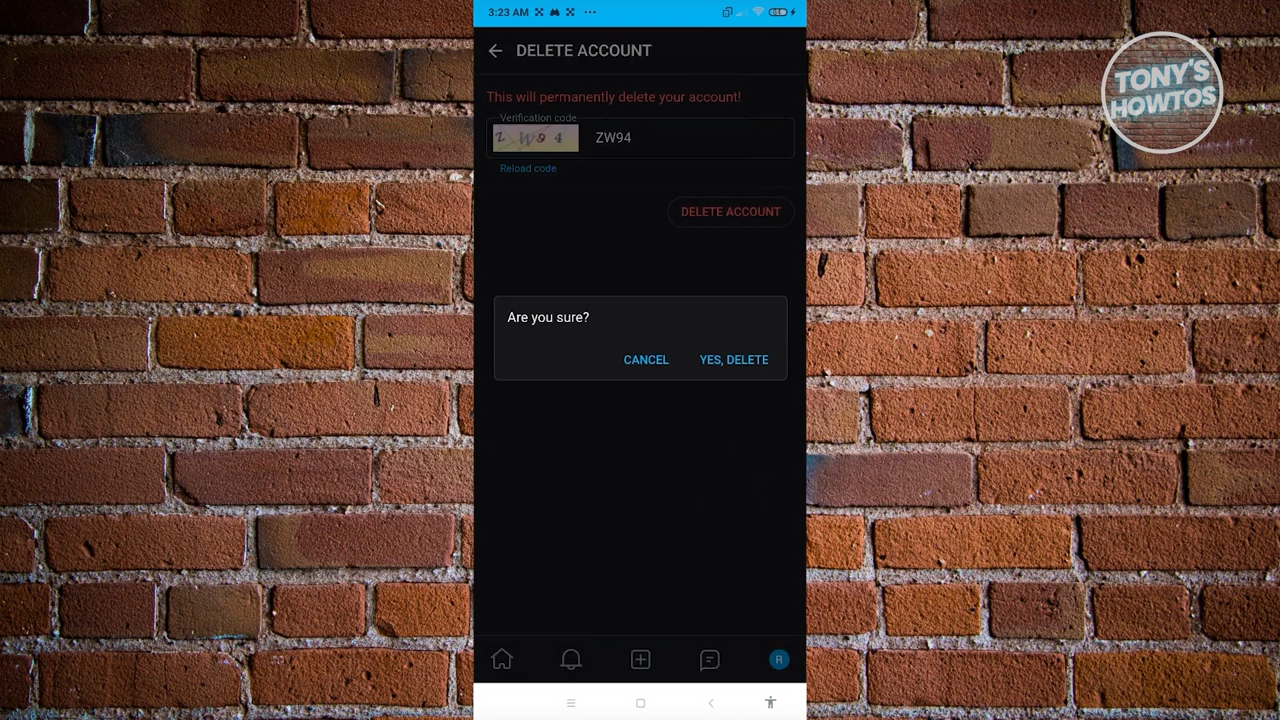 3:23 AM
TONY'S
HOWTOS
DELETE ACCOUNT
This will permanently delete your account!
Verification code
ZW94 ZW94
Reload code
DELETE ACCOUNT
Are you sure?
CANCEL YES, DELETE
R